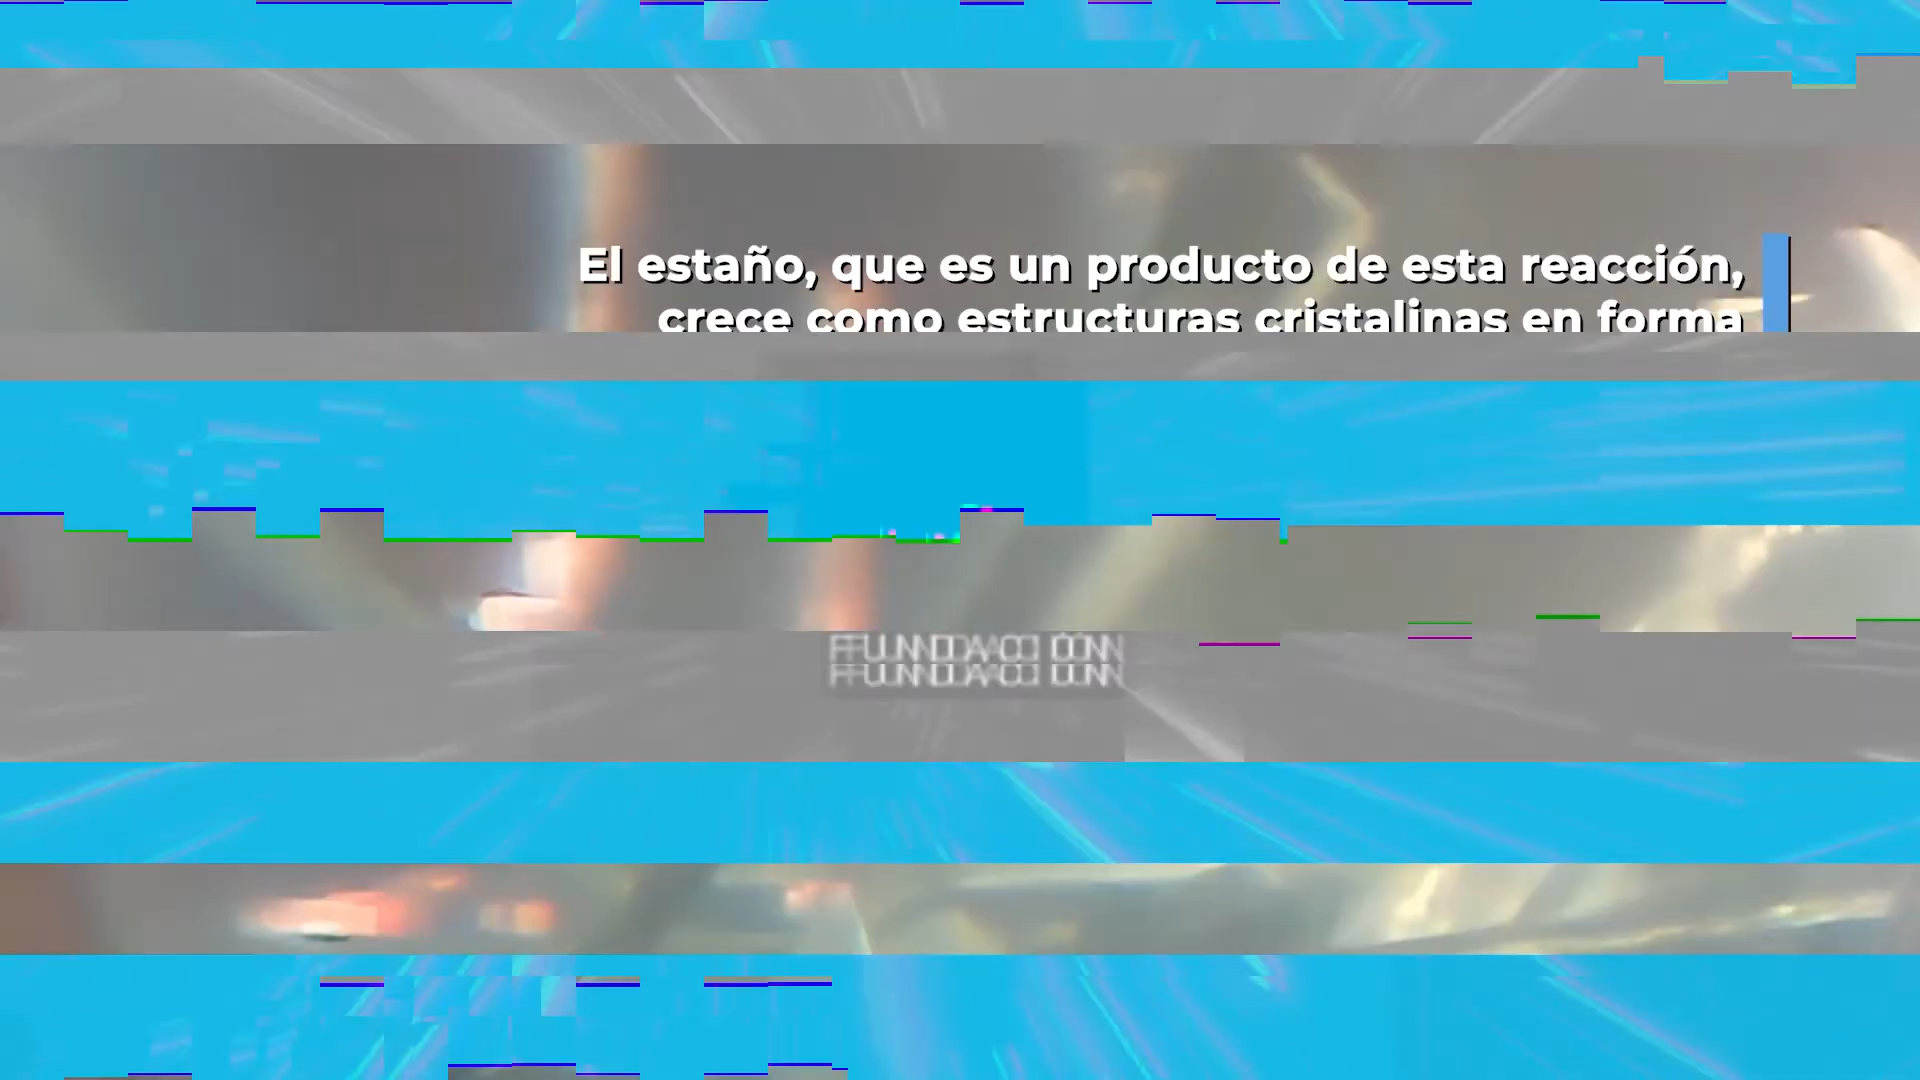 El estaño, que es un producto de esta reacción,
crece como estructuras cristalinas en forma